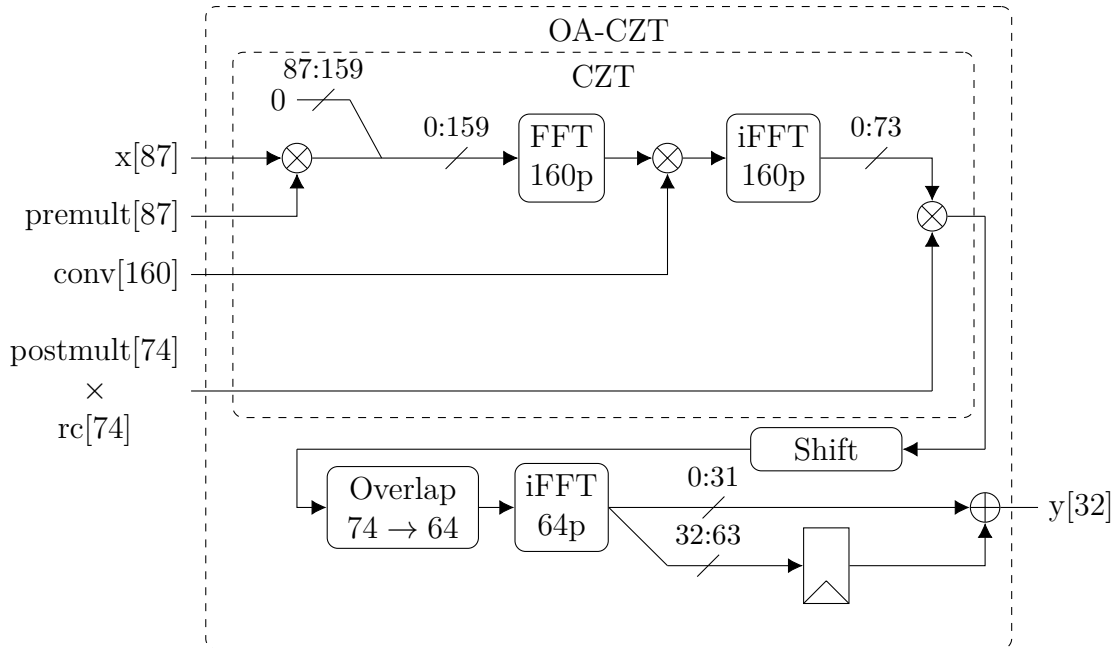 OA-CZT
CZT
87:159
0
0:159
FFT
160p
iFFT
160p
0:73
x[87]
premult[87]
conv[160]
postmult[74]
×
rc[74]
Shift
Overlap
74 → 64
iFFT
64p
0:31
32:63
y[32]